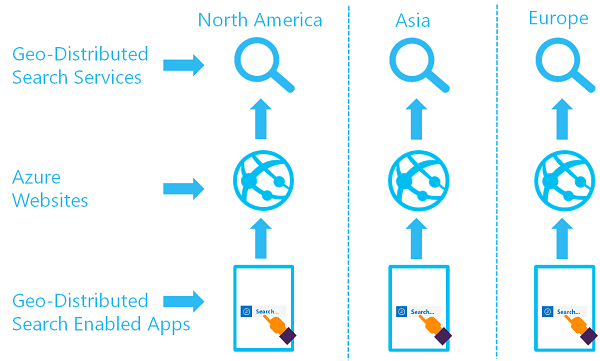 North America
Asia
Europe
Geo-Distributed
Search Services
Azure
Websites
Geo-Distributed
Search Enabled Apps
Search...
Search...
Search...